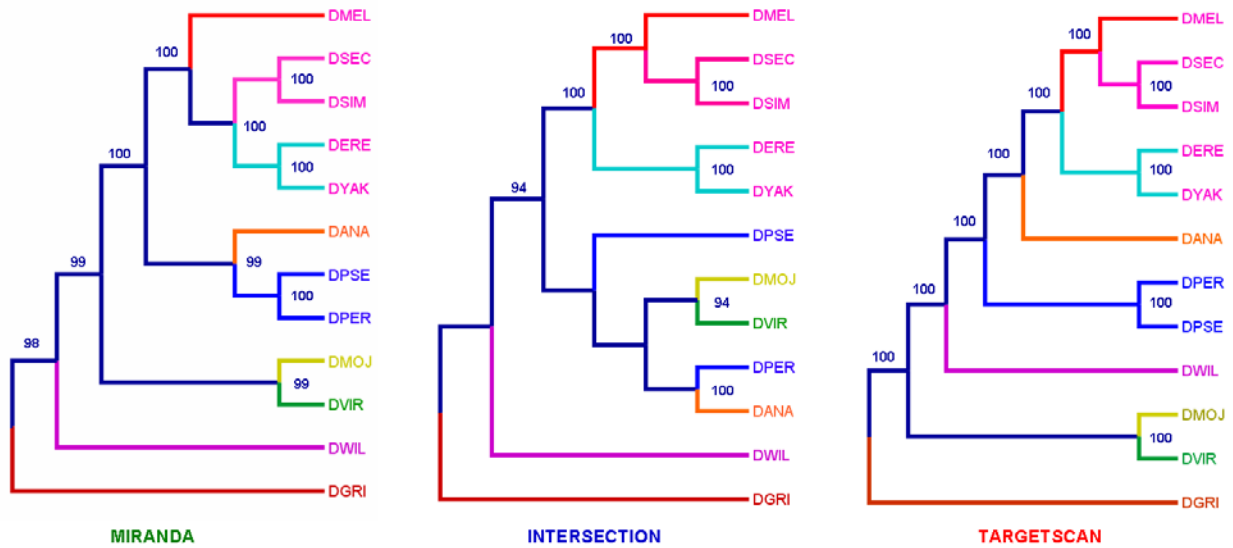 DMEL
100
DSEC
100
DSIM
100
DERE
100
DYAK
100
DANA
99
DPSE
100
DPER
99
DMOJ
99
DVIR
98
DWIL
DGRI
MIRANDA
DMEL
100
DSEC
100
DSIM
100
DERE
100
DYAK
94
DPSE
DMOJ
94
DVIR
DPER
100
DANA
DWIL
DGRI
INTERSECTION
DMEL
100
DSEC
100
DSIM
100
DERE
100
DYAK
100
DANA
100
DPER
100
DPSE
100
DWIL
100
DMOJ
100
DVIR
DGRI
TARGETSCAN